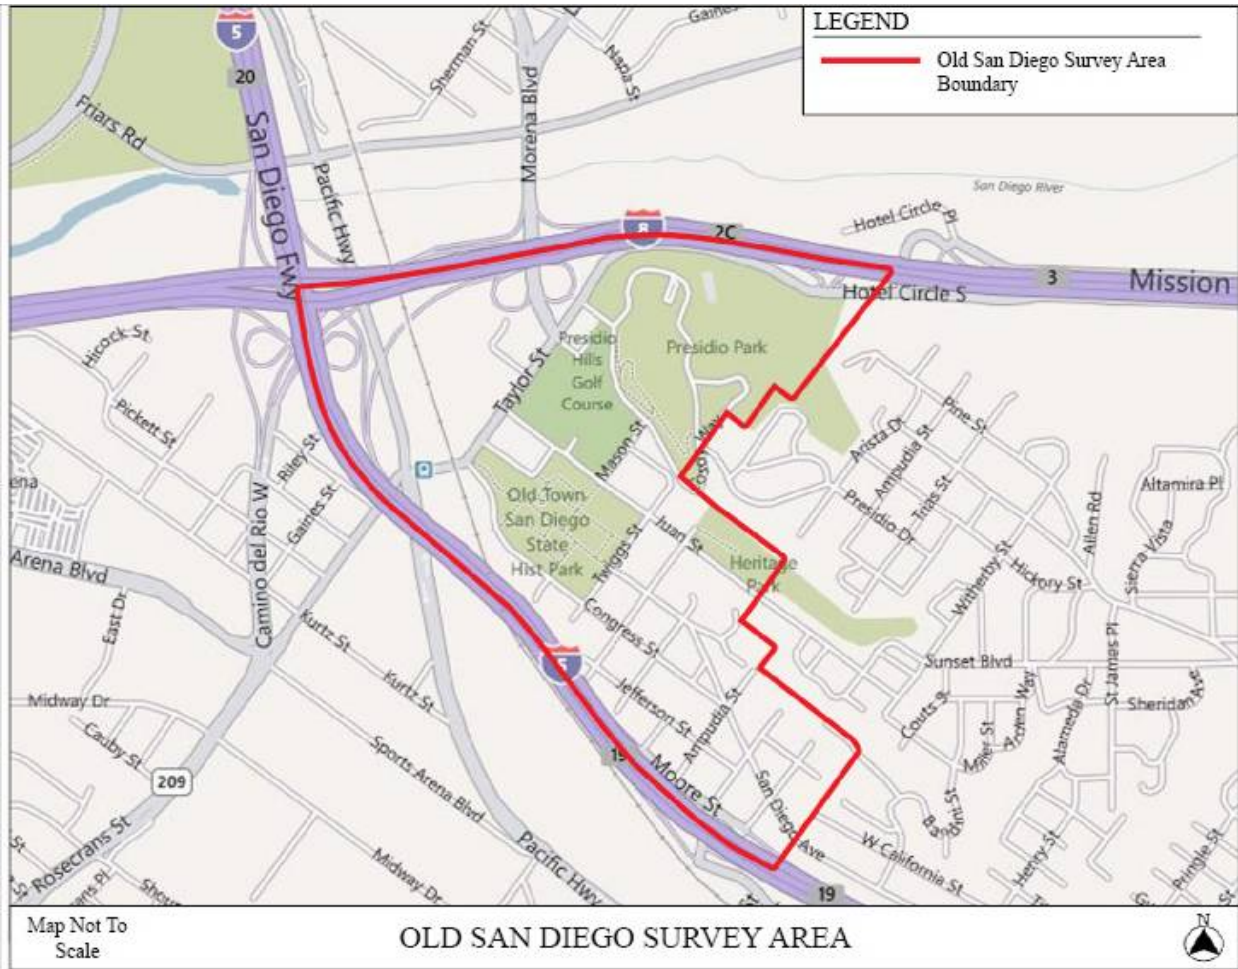 LEGEND
Old San Diego Survey Area
Boundary
5
20
Friars Rd
San Diego Fwy
Pacific Hwy
Sherman St
Morena Blvd
Napa St
San Diego River
Hotel Circle Pl
8
2C
3
Mission
Hotel Circle S
Hicock St
Pickett St
Riley St
Gaines St
Camino del Rio W
Taylor St
Presidio
Hills
Golf
Course
Presidio Park
Mason St
Arista Dr
Ampudia St
Pine St
Trias St
Presidio Dr
Altamira Pl
Allen Rd
Sierra Vista
Old Town
San Diego
State
Hist Park
Twiggs St
Juan St
Heritage
Park
Witherby St
Hickory St
Arena Blvd
East Dr
Kurtz St
Kurtz St
Congress St
5
Jefferson St
Ampudia St
Sunset Blvd
St James Pl
Sheridan Ave
Couts S
Miller St
Arden Way
Alameda Dr
Midway Dr
Cauby St
209
Sports Arena Blvd
19
Moore St
San Diego Ave
Bandini St
W California St
Henry St
Pringle St
Rosecrans St
Midway Dr
Pacific Hwy
19
Map Not To
Scale
OLD SAN DIEGO SURVEY AREA
N